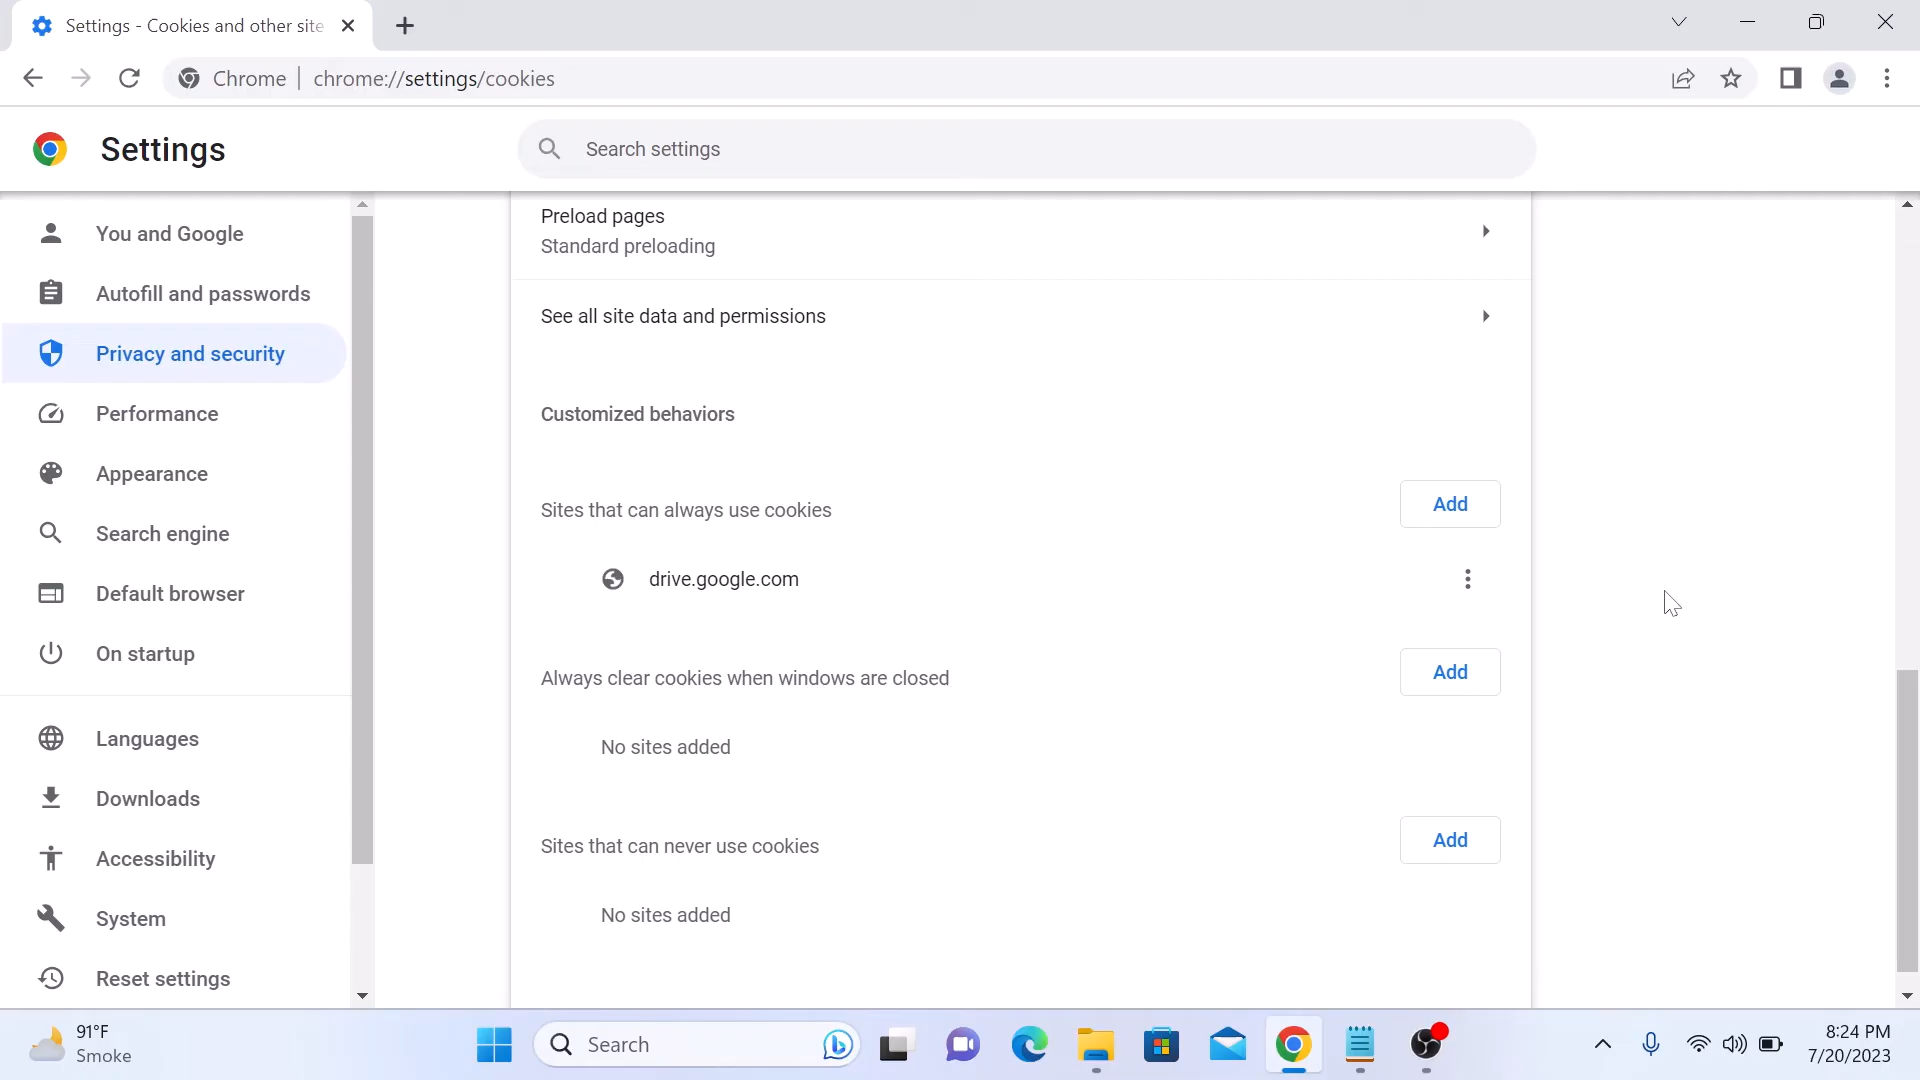 Settings - Cookies and other site
Chrome | chrome://settings/cookies
Settings
Search settings
You and Google
Autofill and passwords
Privacy and security
Performance
Appearance
Search engine
Default browser
On startup
Languages
Downloads
Accessibility
System
Reset settings
Preload pages
Standard preloading
See all site data and permissions
Customized behaviors
Sites that can always use cookies
Add
drive.google.com
Always clear cookies when windows are closed
Add
No sites added
Sites that can never use cookies
Add
No sites added
91°F
Smoke
Search
8:24 PM
7/20/2023